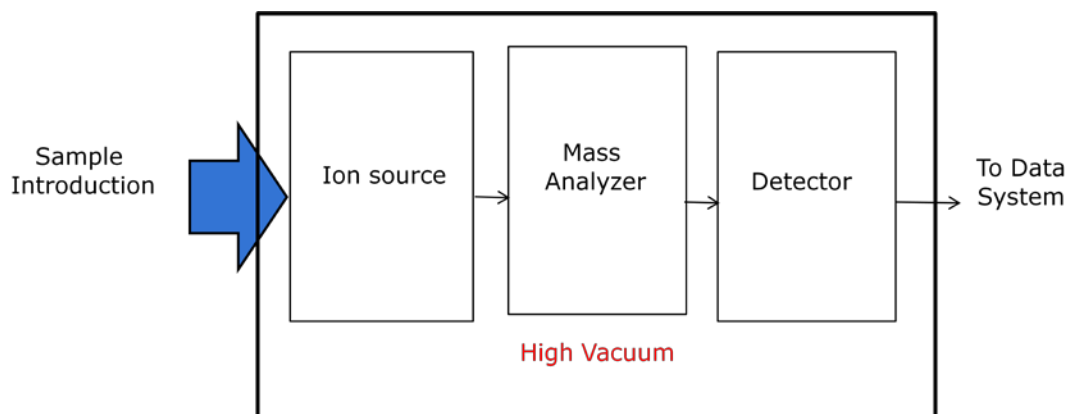 Sample
Introduction
Ion source
Mass
Analyzer
Detector
To Data
System
High Vacuum